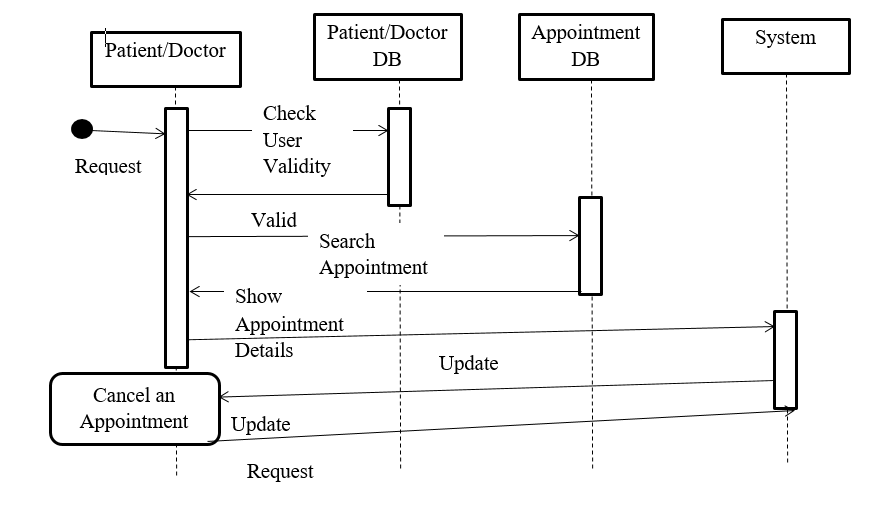 Patient/Doctor
Patient/Doctor
DB
Appointment
DB
System
Request
Check
User
Validity
Valid
Search
Appointment
Show
Appointment
Details
Update
Cancel an
Appointment
Update
Request